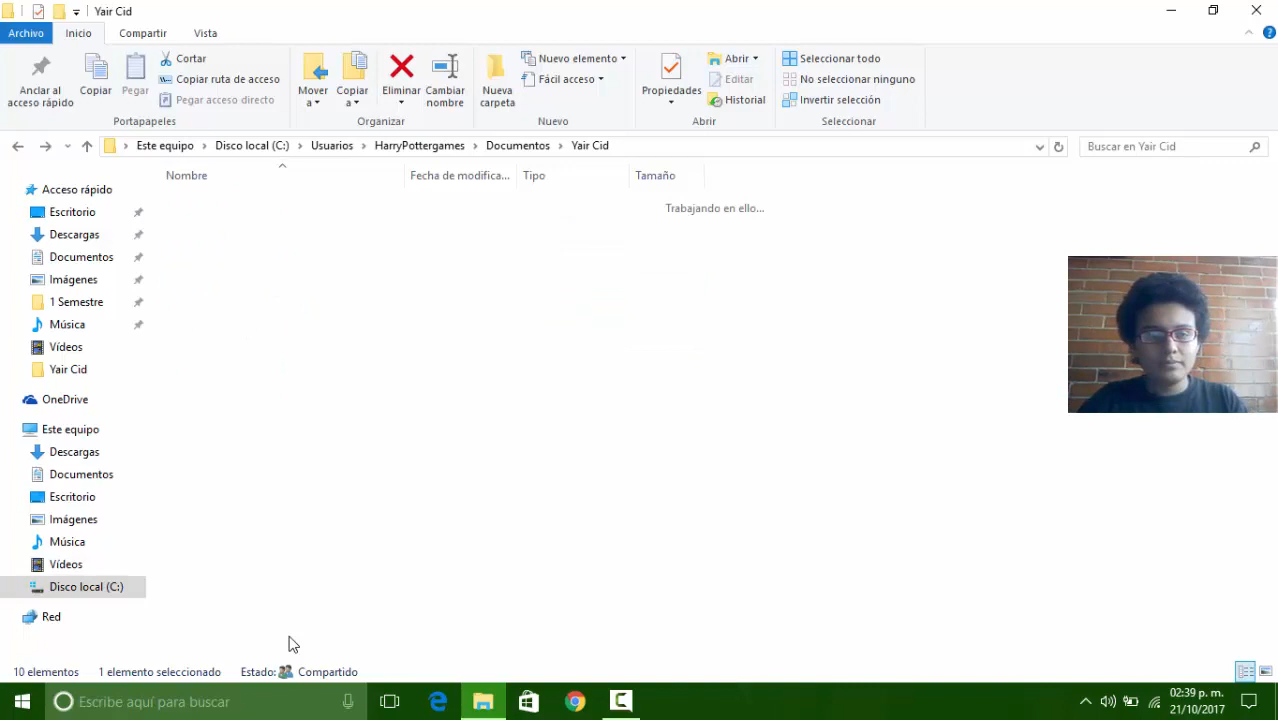 Yair Cid
Archivo Inicio Compartir Vista
Anclar al acceso rápido
Copiar
Pegar
Cortar
Copiar ruta de acceso
Pegar acceso directo
Portapapeles
Mover a
Copiar a
Eliminar
Cambiar nombre
Organizar
Nueva carpeta
Nuevo elemento
Fácil acceso
Nuevo
Propiedades
Abrir
Editar
Historial
Abrir
Seleccionar todo
No seleccionar ninguno
Invertir selección
Seleccionar
Este equipo > Disco local (C:) > Usuarios > HarryPottergames > Documentos > Yair Cid
Buscar en Yair Cid
Nombre Fecha de modifica... Tipo Tamaño
Trabajando en ello...
Acceso rápido
Escritorio
Descargas
Documentos
Imágenes
1 Semestre
Música
Vídeos
Yair Cid
OneDrive
Este equipo
Descargas
Documentos
Escritorio
Imágenes
Música
Vídeos
Disco local (C:)
Red
10 elementos 1 elemento seleccionado Estado: Compartido
Escribe aquí para buscar
02:39 p. m.
21/10/2017